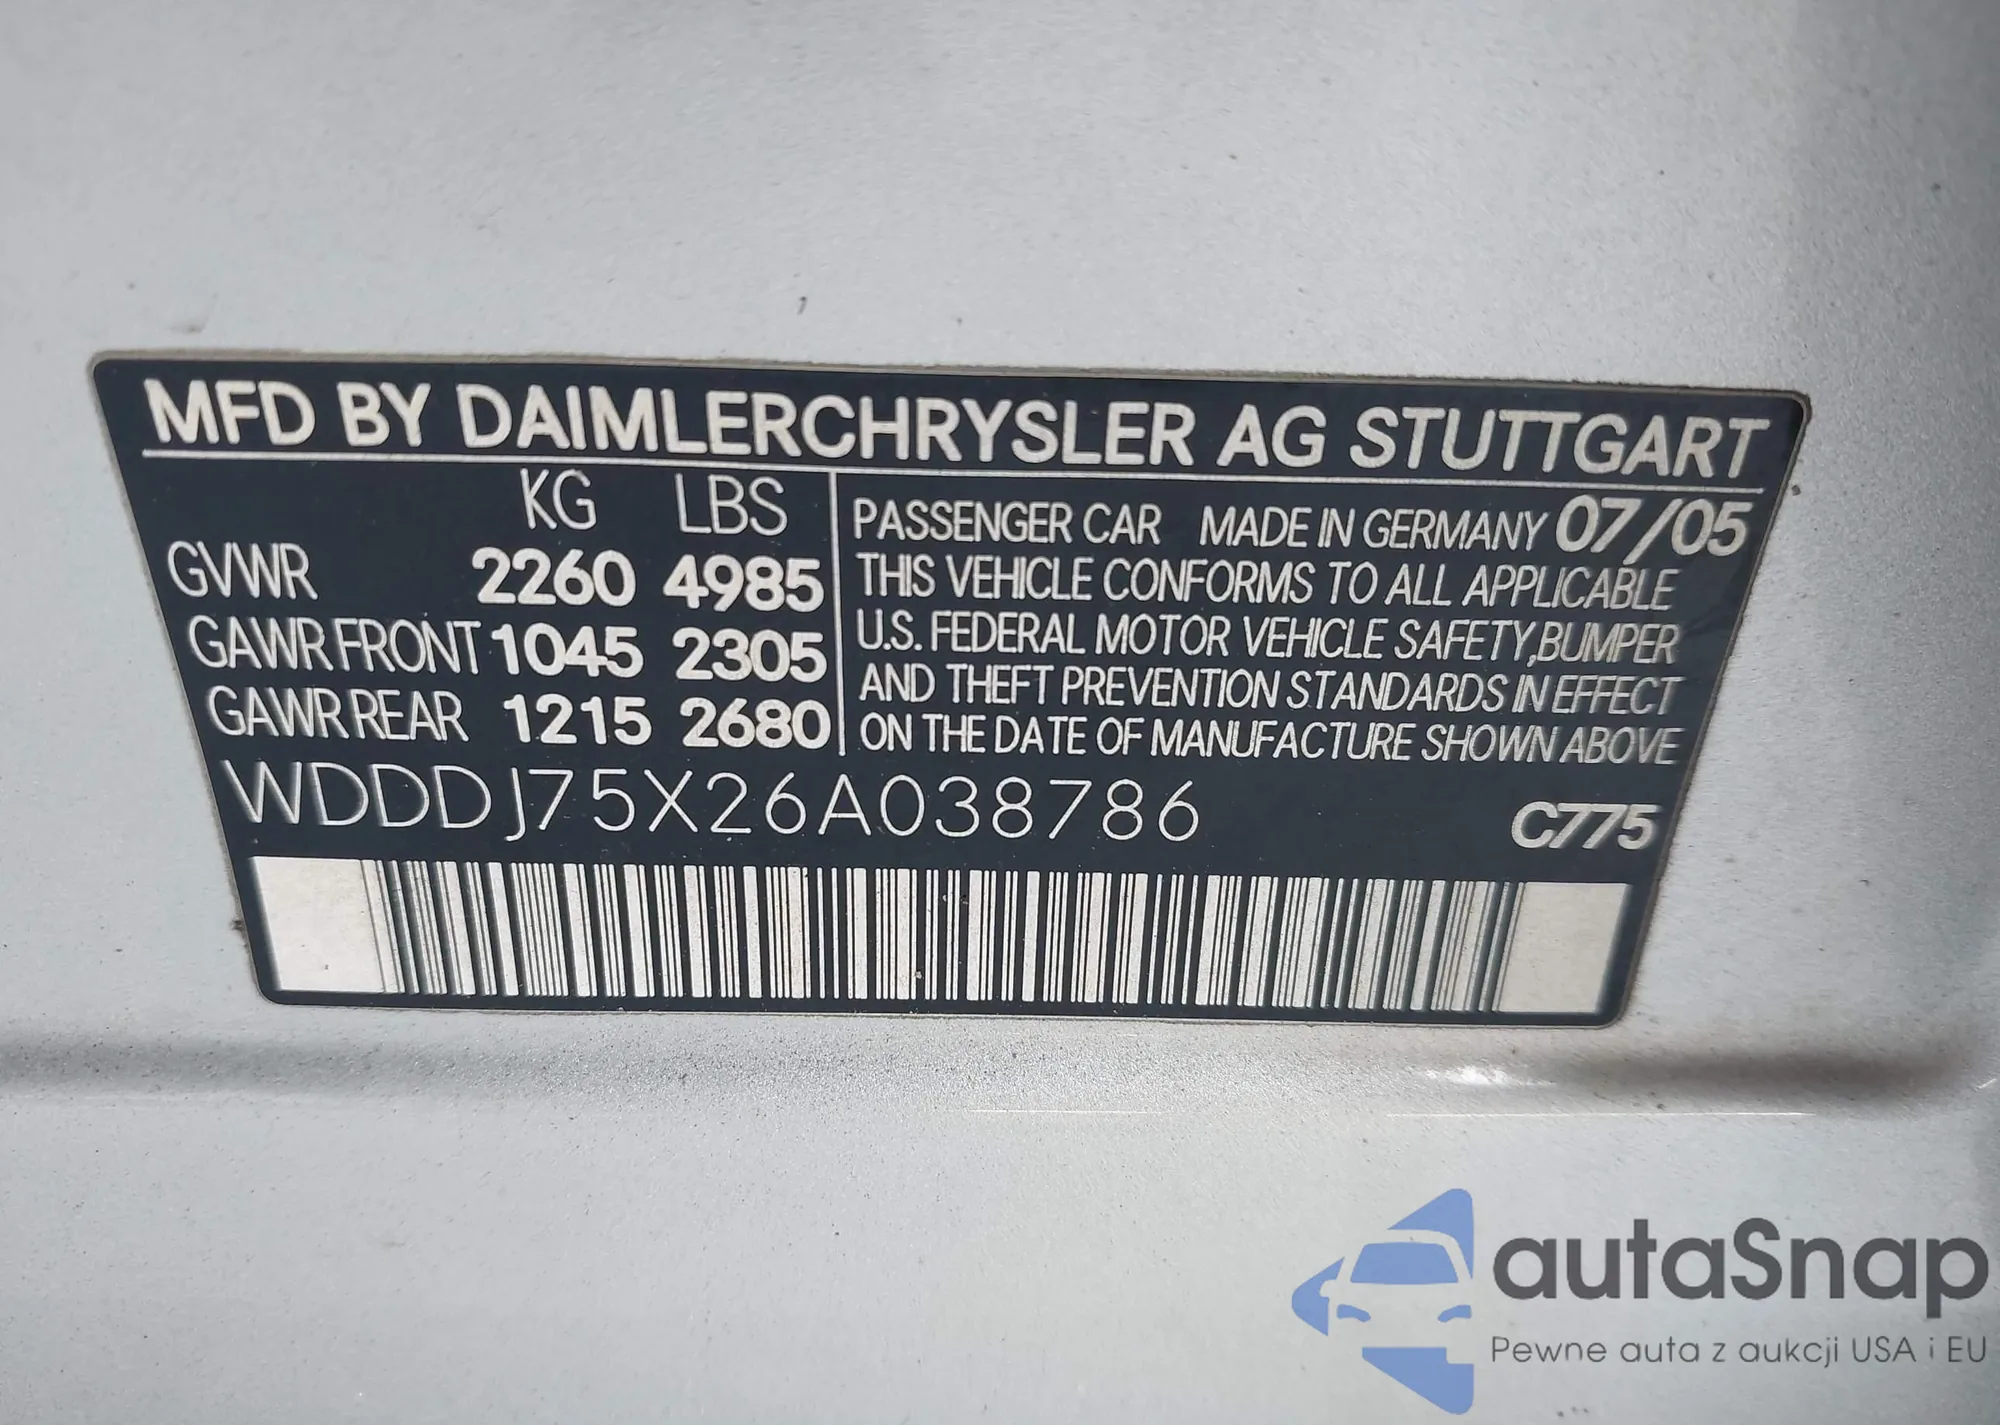 MFD BY DAIMLERCHRYSLER AG STUTTGART
KG LBS
GVWR 2260 4985
GAWR FRONT 1045 2305
GAWR REAR 1215 2680
PASSENGER CAR MADE IN GERMANY 07/05
THIS VEHICLE CONFORMS TO ALL APPLICABLE
U.S. FEDERAL MOTOR VEHICLE SAFETY, BUMPER
AND THEFT PREVENTION STANDARDS IN EFFECT
ON THE DATE OF MANUFACTURE SHOWN ABOVE
WDDDJ75X26A038786
C775
autaSnap
Pewne auta z aukcji USA i EU